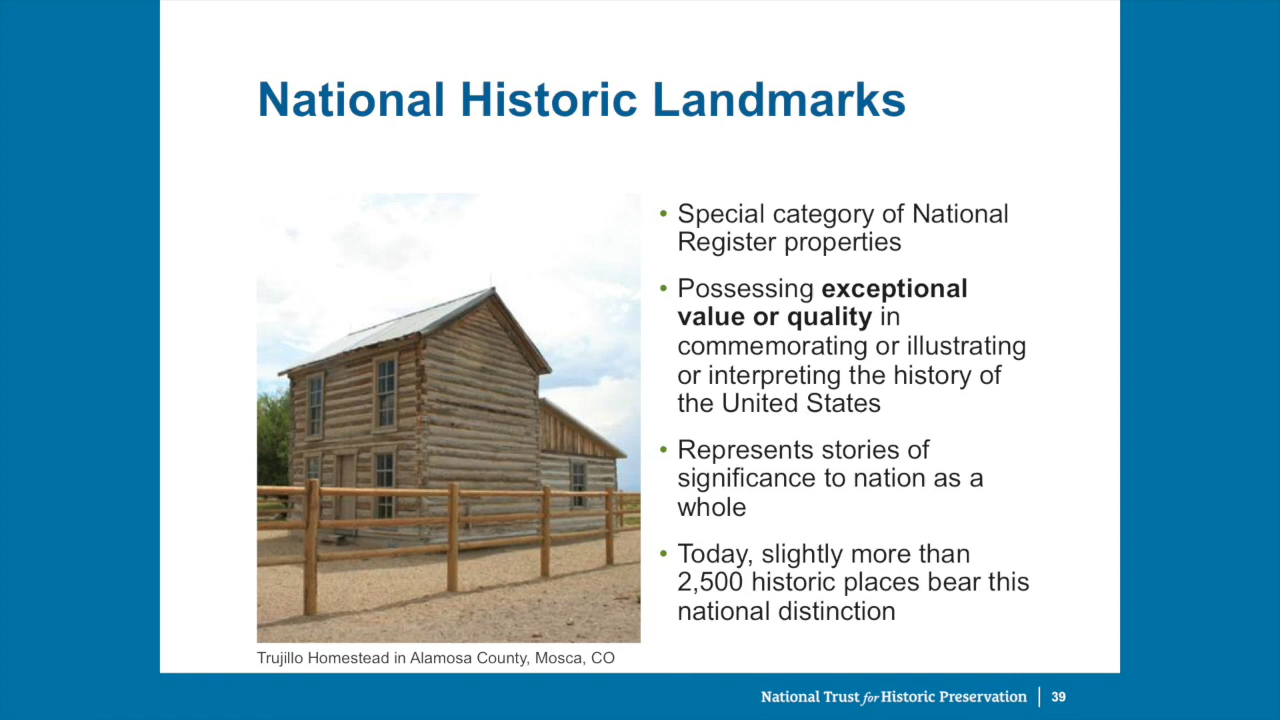 National Historic Landmarks
• Special category of National
Register properties
• Possessing exceptional
value or quality in
commemorating or illustrating
or interpreting the history of
the United States
• Represents stories of
significance to nation as a
whole
• Today, slightly more than
2,500 historic places bear this
national distinction
Trujillo Homestead in Alamosa County, Mosca, CO
National Trust for Historic Preservation | 39